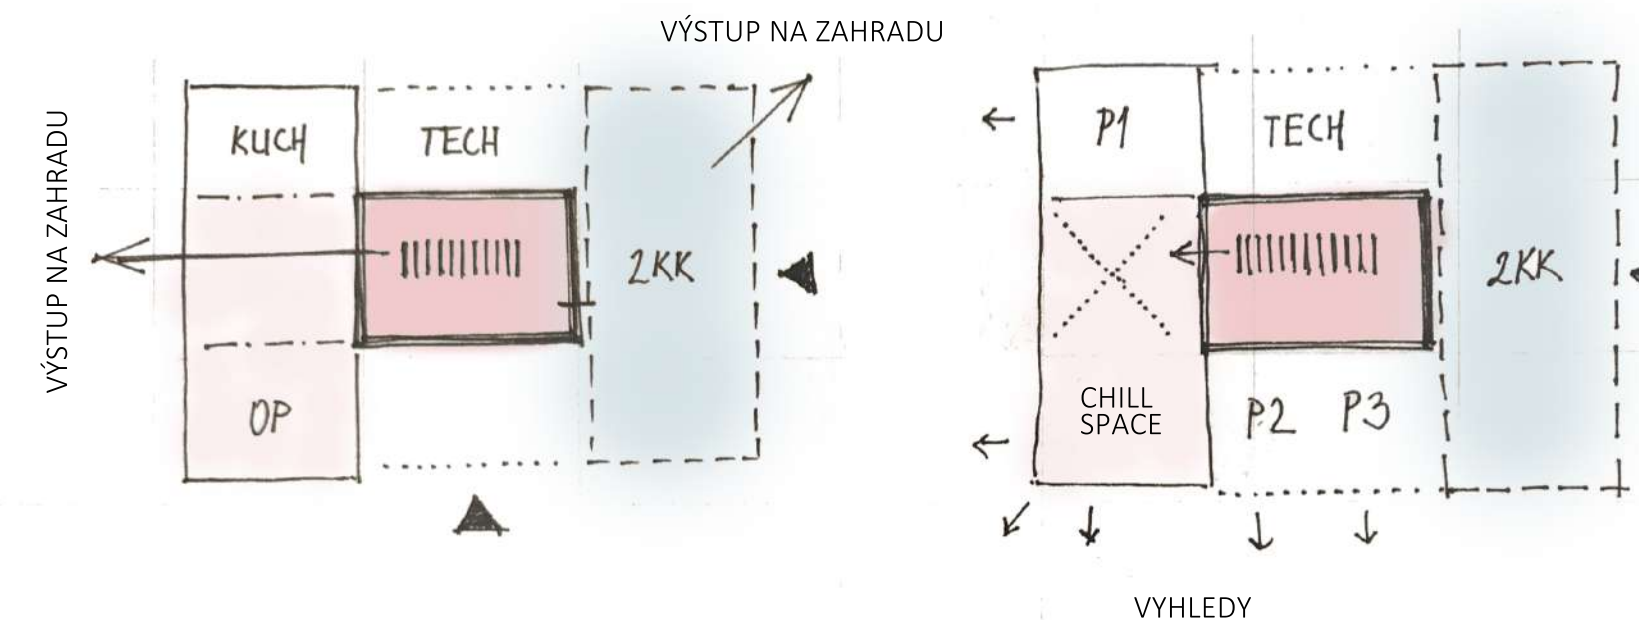 VÝSTUP NA ZAHRADU
VÝSTUP NA ZAHRADU
KUCH
TECH
2KK
OP
P1
TECH
2KK
CHILL
SPACE
P2
P3
VYHLEDY